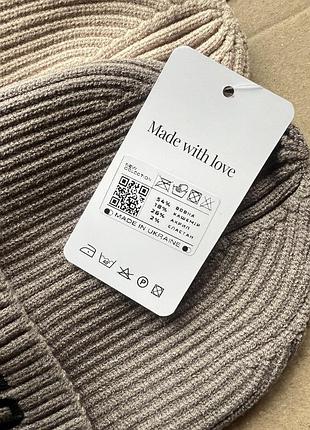 Made with love
54% ВОВНА
18% КАШЕМІР
26% АКРИЛ
2% ЕЛАСТАН
MADE IN UKRAINE